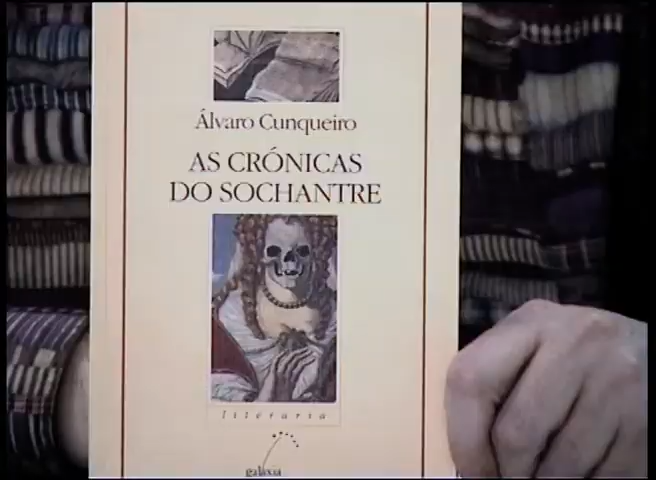 Álvaro Cunqueiro
AS CRÓNICAS
DO SOCHANTRE
literaria
galaxia